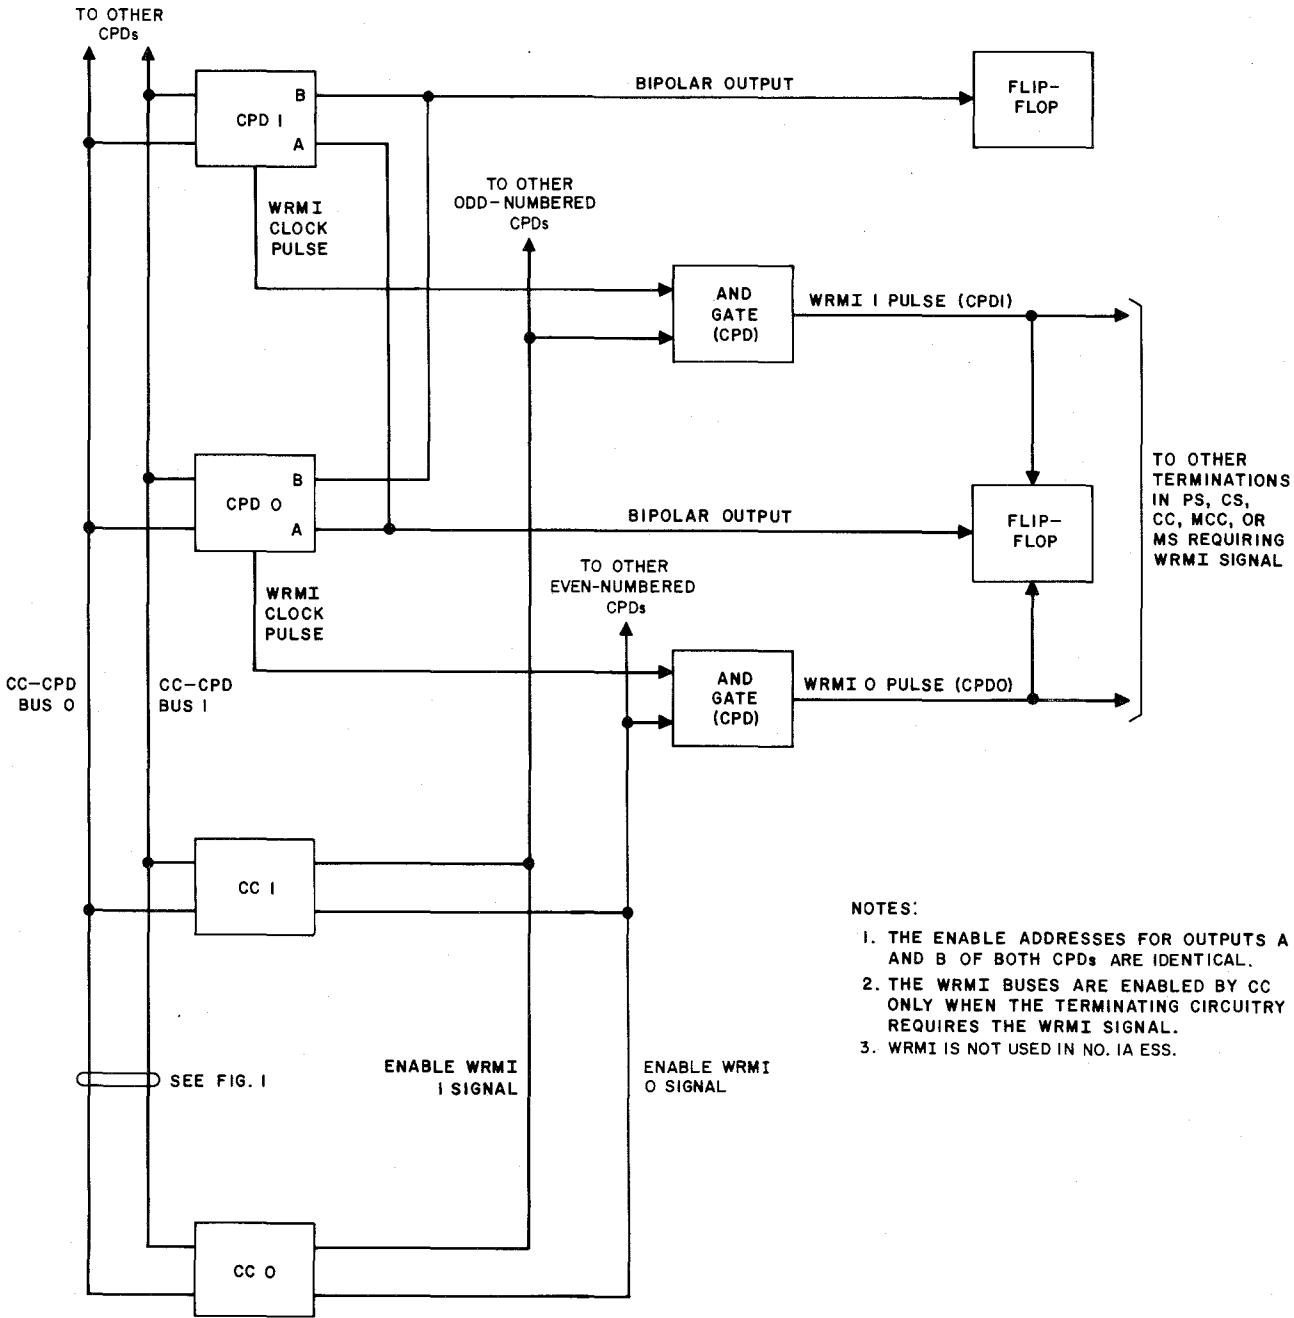 TO OTHER
CPDs
B
CPD 1
A
BIPOLAR OUTPUT
FLIP-
FLOP
WRMI
CLOCK
PULSE
TO OTHER
ODD-NUMBERED
CPDs
AND
GATE
(CPD)
WRMI 1 PULSE (CPD1)
B
CPD 0
A
BIPOLAR OUTPUT
FLIP-
FLOP
TO OTHER
TERMINATIONS
IN PS, CS,
CC, MCC, OR
MS REQUIRING
WRMI SIGNAL
WRMI
CLOCK
PULSE
TO OTHER
EVEN-NUMBERED
CPDs
AND
GATE
(CPD)
WRMI 0 PULSE (CPD0)
CC-CPD
BUS 0
CC-CPD
BUS 1
CC 1
SEE FIG. 1
ENABLE WRMI
1 SIGNAL
ENABLE WRMI
0 SIGNAL
CC 0
NOTES:
1. THE ENABLE ADDRESSES FOR OUTPUTS A
AND B OF BOTH CPDs ARE IDENTICAL.
2. THE WRMI BUSES ARE ENABLED BY CC
ONLY WHEN THE TERMINATING CIRCUITRY
REQUIRES THE WRMI SIGNAL.
3. WRMI IS NOT USED IN NO. 1A ESS.